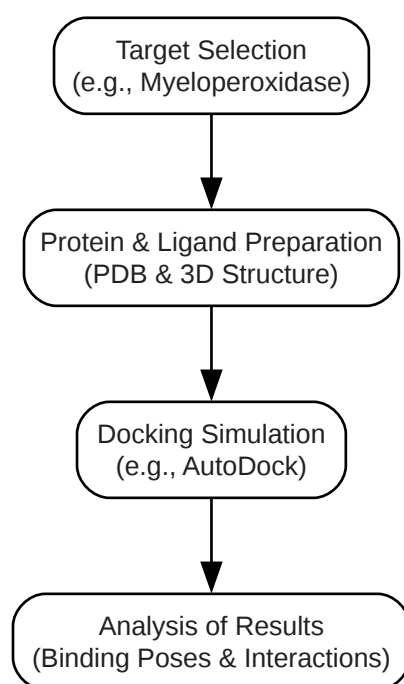 Target Selection
(e.g., Myeloperoxidase)
Protein & Ligand Preparation
(PDB & 3D Structure)
Docking Simulation
(e.g., AutoDock)
Analysis of Results
(Binding Poses & Interactions)